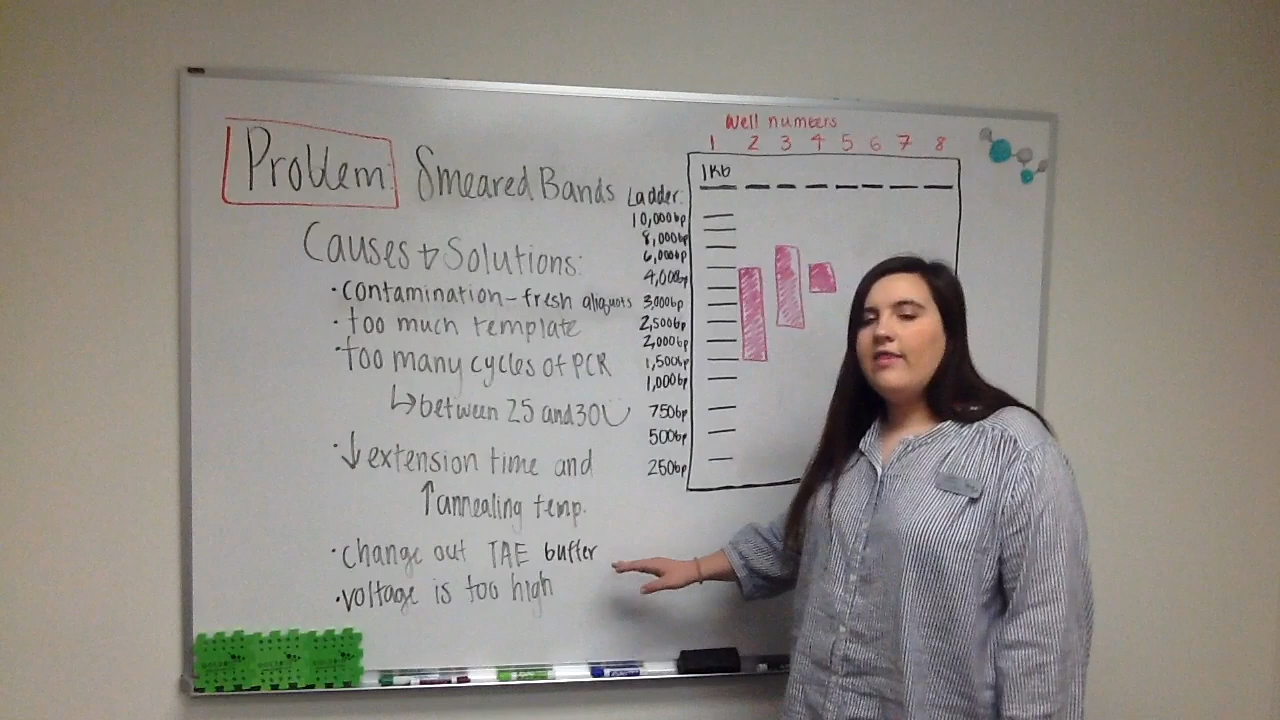 Problem: Smeared Bands
Causes & Solutions:
· contamination - fresh aliquots
· too much template
· too many cycles of PCR
↳ between 25 and 30
· ↓ extension time and
↑ annealing temp.
· change out TAE buffer
· voltage is too high
Well numbers
1 2 3 4 5 6 7 8
1Kb
Ladder:
10,000bp
8,000bp
6,000bp
4,000bp
3,000bp
2,500bp
2,000bp
1,500bp
1,000bp
750bp
500bp
250bp